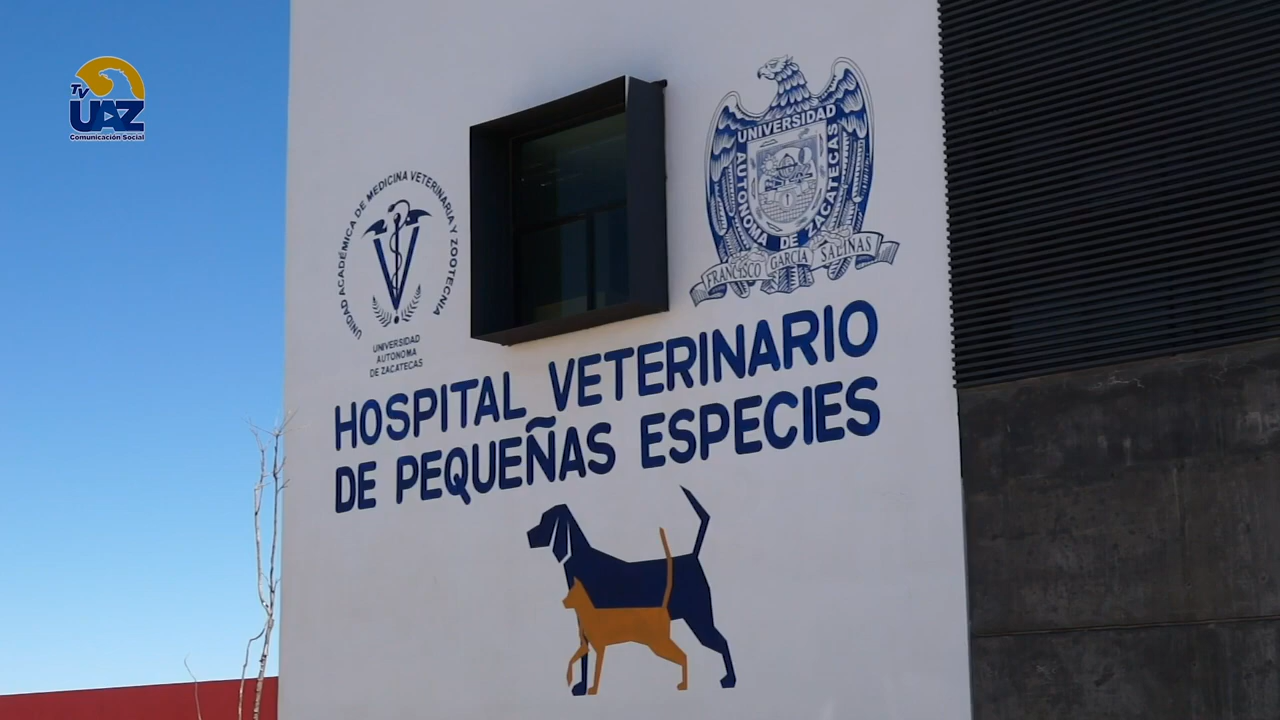 TV
UAZ
Comunicación Social
UNIDAD ACADÉMICA DE MEDICINA VETERINARIA Y ZOOTECNIA
UNIVERSIDAD
AUTONOMA
DE ZACATECAS
UNIVERSIDAD
AUTONOMA DE ZACATECAS
FRANCISCO GARCIA SALINAS
HOSPITAL VETERINARIO
DE PEQUEÑAS ESPECIES